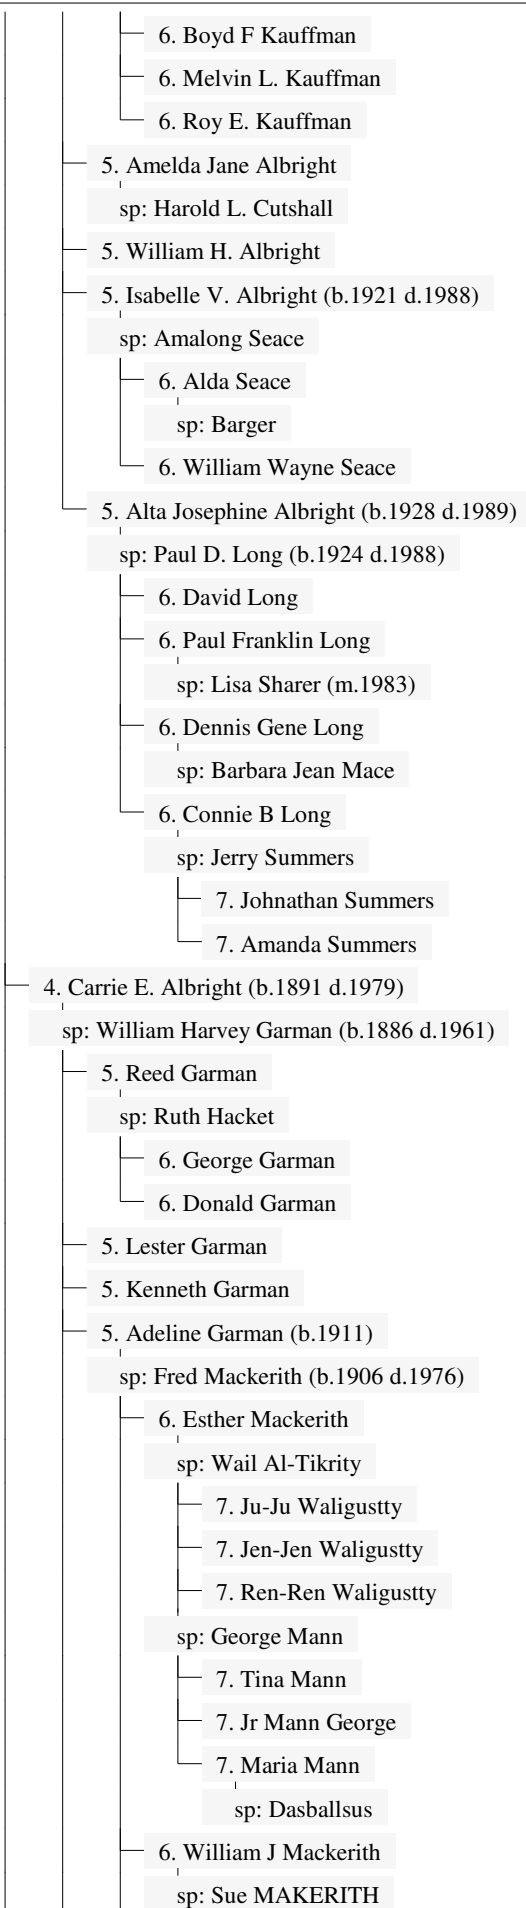 6. Boyd F Kauffman
6. Melvin L. Kauffman
6. Roy E. Kauffman
5. Amelda Jane Albright
sp: Harold L. Cutshall
5. William H. Albright
5. Isabelle V. Albright (b.1921 d.1988)
sp: Amalong Seace
6. Alda Seace
sp: Barger
6. William Wayne Seace
5. Alta Josephine Albright (b.1928 d.1989)
sp: Paul D. Long (b.1924 d.1988)
6. David Long
6. Paul Franklin Long
sp: Lisa Sharer (m.1983)
6. Dennis Gene Long
sp: Barbara Jean Mace
6. Connie B Long
sp: Jerry Summers
7. Johnathan Summers
7. Amanda Summers
4. Carrie E. Albright (b.1891 d.1979)
sp: William Harvey Garman (b.1886 d.1961)
5. Reed Garman
sp: Ruth Hacket
6. George Garman
6. Donald Garman
5. Lester Garman
5. Kenneth Garman
5. Adeline Garman (b.1911)
sp: Fred Mackerith (b.1906 d.1976)
6. Esther Mackerith
sp: Wail Al-Tikrity
7. Ju-Ju Waligustty
7. Jen-Jen Waligustty
7. Ren-Ren Waligustty
sp: George Mann
7. Tina Mann
7. Jr Mann George
7. Maria Mann
sp: Dasballsus
6. William J Mackerith
sp: Sue MAKERITH